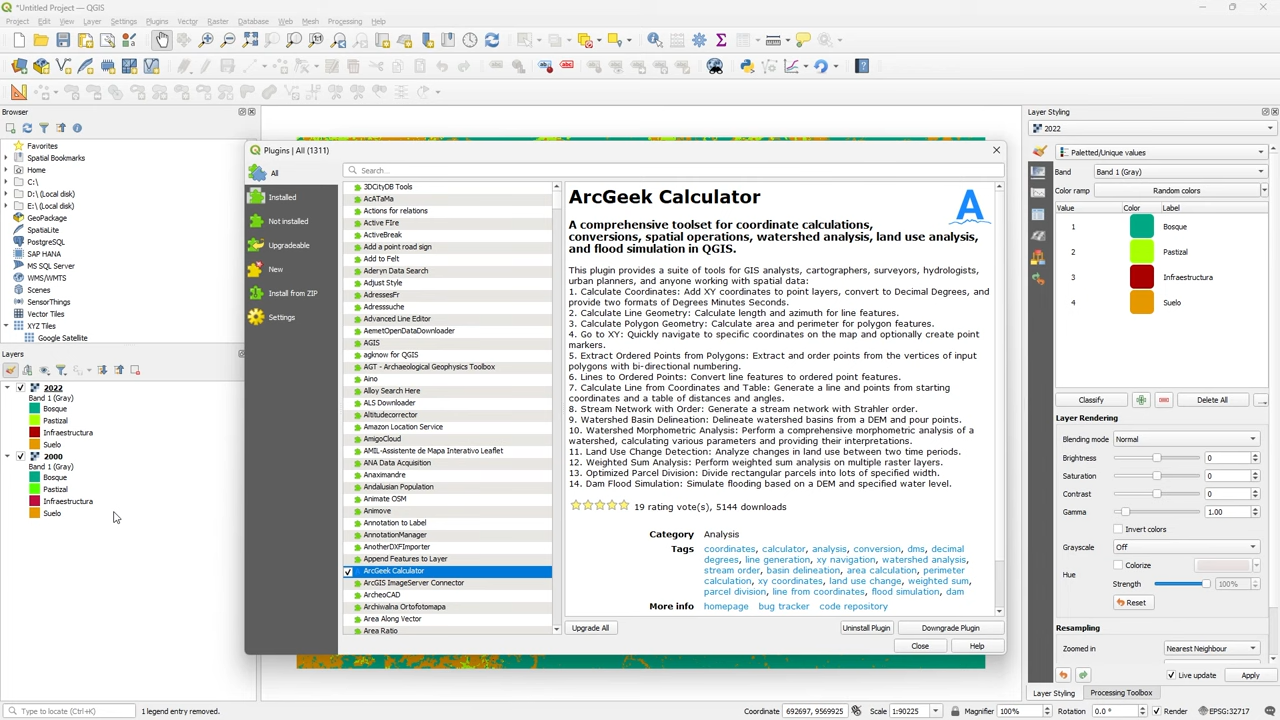 *Untitled Project — QGIS
Project Edit View Layer Settings Plugins Vector Raster Database Web Mesh Processing Help
Browser
Favorites
Spatial Bookmarks
Home
C:\
D:\ (Local disk)
E:\ (Local disk)
GeoPackage
SpatiaLite
PostgreSQL
SAP HANA
MS SQL Server
WMS/WMTS
Scenes
SensorThings
Vector Tiles
XYZ Tiles
Google Satellite
Layers
2022
Band 1 (Gray)
Bosque
Pastizal
Infraestructura
Suelo
2000
Band 1 (Gray)
Bosque
Pastizal
Infraestructura
Suelo
Plugins | All (1311)
All
Installed
Not installed
Upgradeable
New
Install from ZIP
Settings
Search...
3DCityDB Tools
AcATaMa
Actions for relations
Active Fire
ActiveBreak
Add a point road sign
Add to Felt
Aderyn Data Search
Adjust Style
AdressesFr
Adresssuche
Advanced Line Editor
AemetOpenDataDownloader
AGIS
agknow for QGIS
AGT - Archaeological Geophysics Toolbox
Aino
Alloy Search Here
ALS Downloader
Altitudecorrector
Amazon Location Service
AmigoCloud
AMIL-Assistente de Mapa Interativo Leaflet
ANA Data Acquisition
Anaximandre
Andalusian Population
Animate OSM
Animove
Annotation to Label
AnnotationManager
AnotherDXFImporter
Append Features to Layer
ArcGeek Calculator
ArcGIS ImageServer Connector
ArcheoCAD
Archiwalna Ortofotomapa
Area Along Vector
Area Ratio
ArcGeek Calculator
A comprehensive toolset for coordinate calculations,
conversions, spatial operations, watershed analysis, land use analysis,
and flood simulation in QGIS.
This plugin provides a suite of tools for GIS analysts, cartographers, surveyors, hydrologists,
urban planners, and anyone working with spatial data:
1. Calculate Coordinates: Add XY coordinates to point layers, convert to Decimal Degrees, and
provide two formats of Degrees Minutes Seconds.
2. Calculate Line Geometry: Calculate length and azimuth for line features.
3. Calculate Polygon Geometry: Calculate area and perimeter for polygon features.
4. Go to XY: Quickly navigate to specific coordinates on the map and optionally create point
markers.
5. Extract Ordered Points from Polygons: Extract and order points from the vertices of input
polygons with bi-directional numbering.
6. Lines to Ordered Points: Convert line features to ordered point features.
7. Calculate Line from Coordinates and Table: Generate a line and points from starting
coordinates and a table of distances and angles.
8. Stream Network with Order: Generate a stream network with Strahler order.
9. Watershed Basin Delineation: Delineate watershed basins from a DEM and pour points.
10. Watershed Morphometric Analysis: Perform a comprehensive morphometric analysis of a
watershed, calculating various parameters and providing their interpretations.
11. Land Use Change Detection: Analyze changes in land use between two time periods.
12. Weighted Sum Analysis: Perform weighted sum analysis on multiple raster layers.
13. Optimized Parcel Division: Divide rectangular parcels into lots of specified width.
14. Dam Flood Simulation: Simulate flooding based on a DEM and specified water level.
19 rating vote(s), 5144 downloads
Category Analysis
Tags coordinates, calculator, analysis, conversion, dms, decimal
degrees, line generation, xy navigation, watershed analysis,
stream order, basin delineation, area calculation, perimeter
calculation, xy coordinates, land use change, weighted sum,
parcel division, line from coordinates, flood simulation, dam
More info homepage bug tracker code repository
Upgrade All Uninstall Plugin Downgrade Plugin
Close Help
Layer Styling
2022
Paletted/Unique values
Band Band 1 (Gray)
Color ramp Random colors
Value Color Label
1 Bosque
2 Pastizal
3 Infraestructura
4 Suelo
Classify Delete All
Layer Rendering
Blending mode Normal
Brightness 0
Saturation 0
Contrast 0
Gamma 1.00
Invert colors
Grayscale Off
Colorize
Hue
Strength 100%
Reset
Resampling
Zoomed in Nearest Neighbour
Live update Apply
Layer Styling Processing Toolbox
Type to locate (Ctrl+K) 1 legend entry removed. Coordinate 692697, 9569925 Scale 1:90225 Magnifier 100% Rotation 0.0 ° Render EPSG:32717